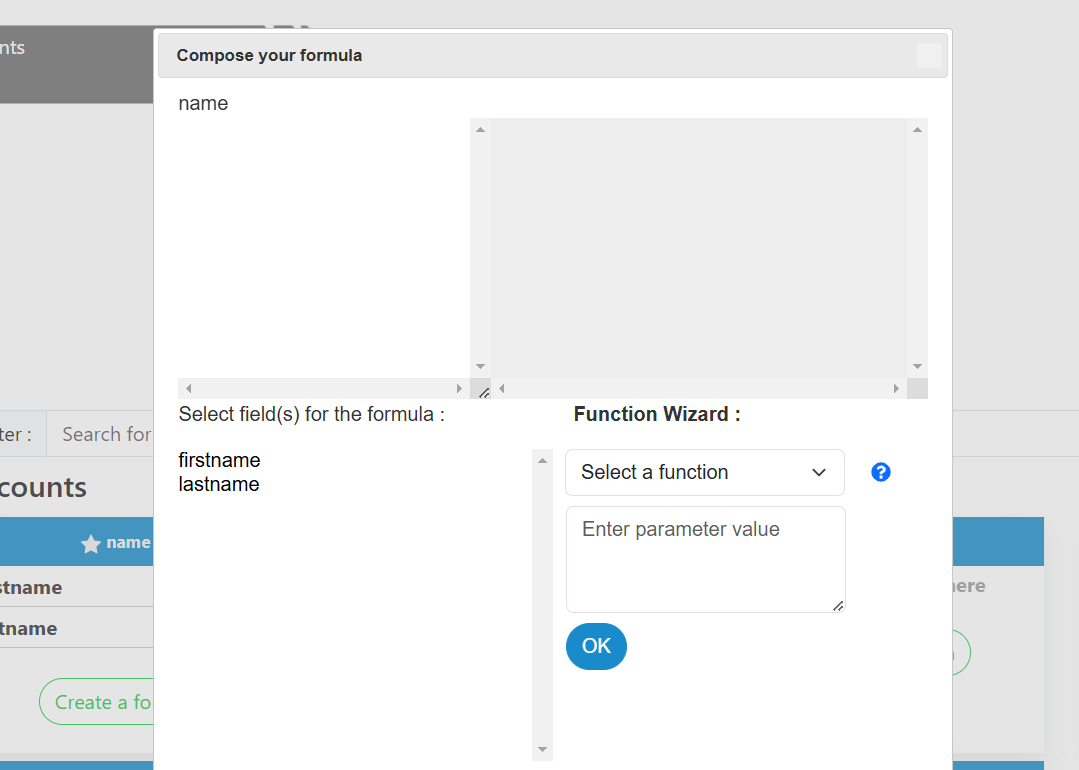 nts
Compose your formula
name
Select field(s) for the formula :
Function Wizard :
ter :
Search for
firstname
lastname
Select a function
?
counts
Enter parameter value
name
stname
here
tname
OK
Create a fo